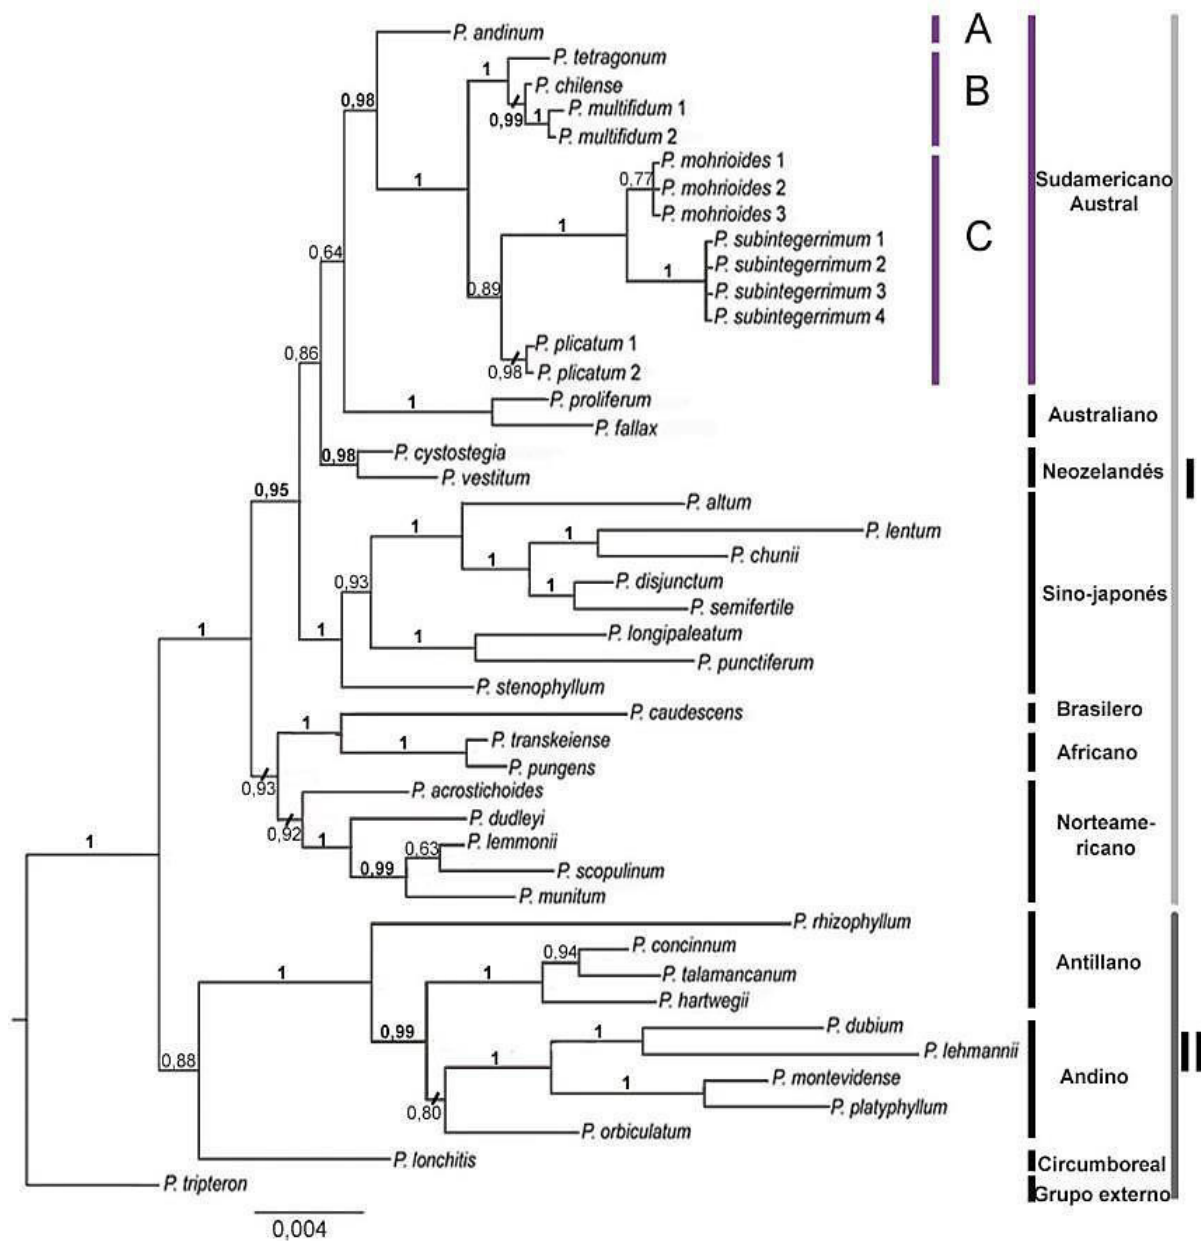 P. andinum
A
P. tetragonum
1
P. chilense
B
0,98
P. multifidum 1
0,99
1
P. multifidum 2
P. mohrioides 1
0,77
P. mohrioides 2
1
Sudamericano
Austral
P. mohrioides 3
1
C
P. subintegerrimum 1
0,64
P. subintegerrimum 2
1
0,89
P. subintegerrimum 3
P. subintegerrimum 4
P. plicatum 1
0,86
0,98
P. plicatum 2
1
P. proliferum
Australiano
P. fallax
0,98
P. cystostegia
Neozelandés
I
P. vestitum
0,95
P. altum
1
P. lentum
1
P. chunii
1
0,93
P. disjunctum
1
Sino-japonés
P. semifertile
1
1
1
P. longipaleatum
P. punctiferum
P. stenophyllum
P. caudescens
Brasilero
1
P. transkeiense
1
Africano
P. pungens
0,93
P. acrostichoides
P. dudleyi
0,92
1
Norteame-
ricano
P. lemmonii
0,63
1
0,99
P. scopulinum
P. munitum
P. rhizophyllum
P. concinnum
0,94
Antillano
1
1
P. talamancanum
P. hartwegii
0,99
P. dubium
1
P. lehmannii
II
0,88
1
P. montevidense
Andino
1
P. platyphyllum
0,80
P. orbiculatum
P. lonchitis
Circumboreal
P. tripteron
Grupo externo
0,004